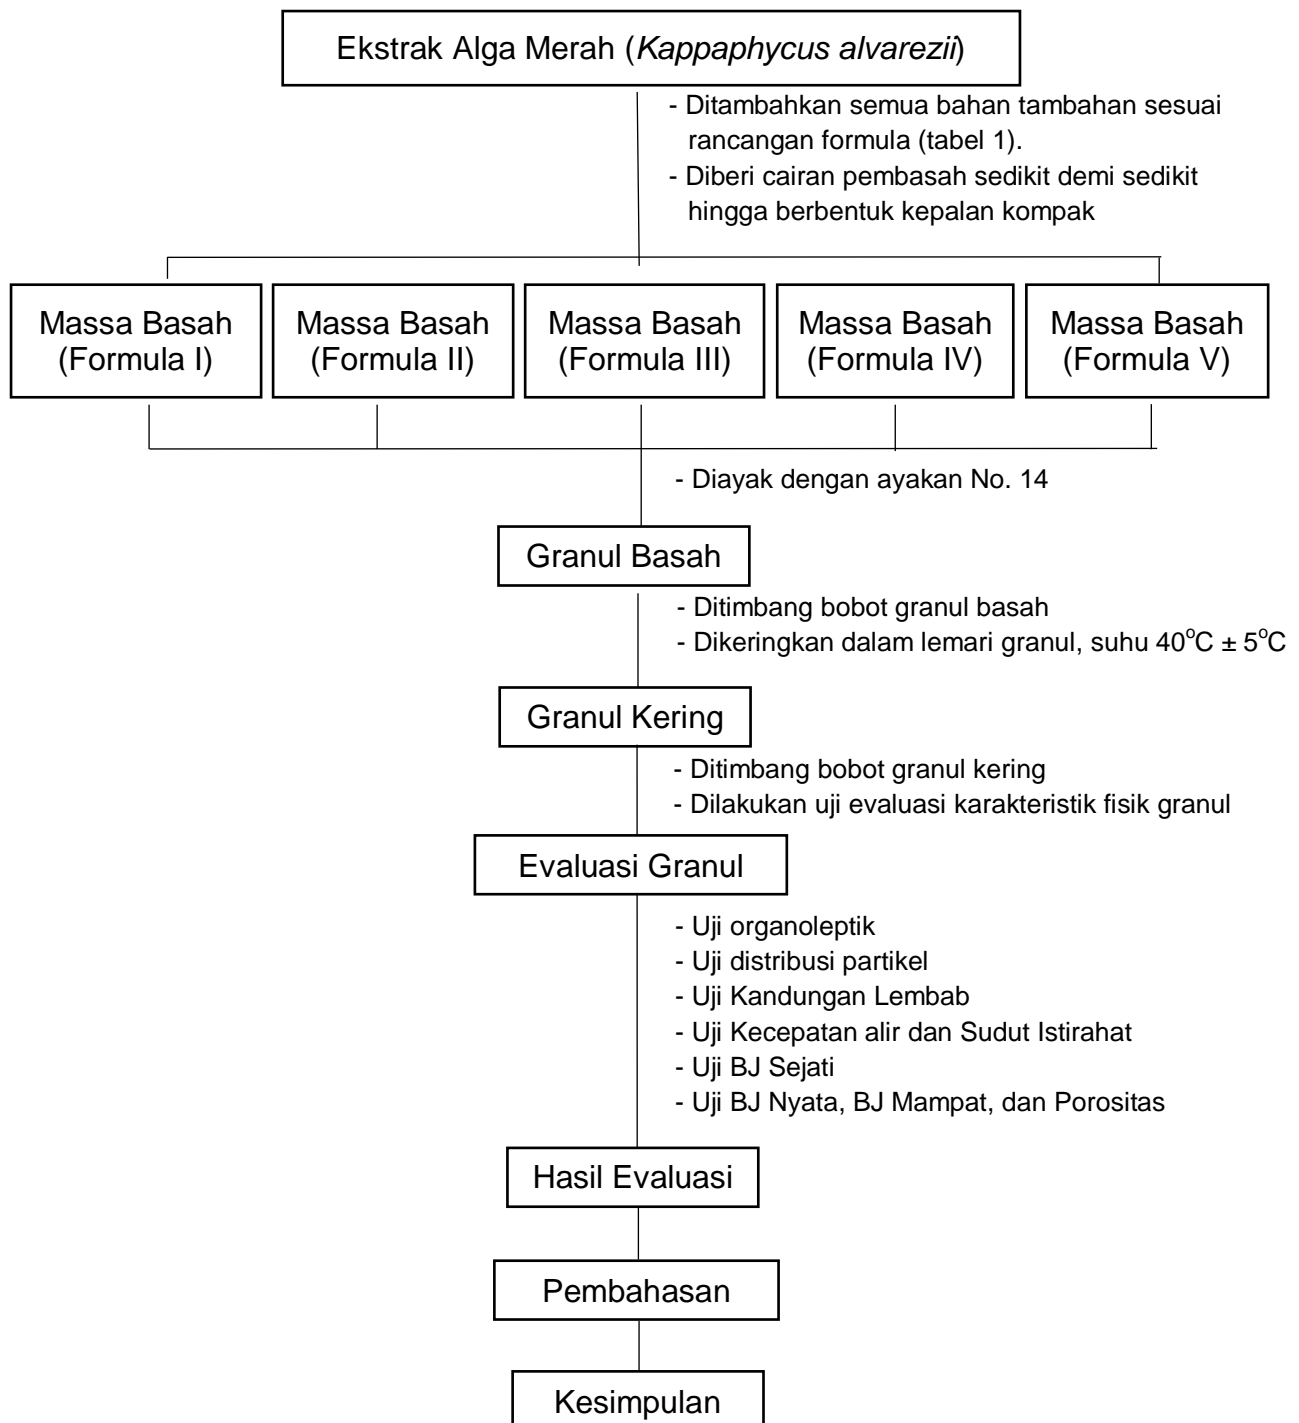 Ekstrak Alga Merah (Kappaphycus alvarezii)
- Ditambahkan semua bahan tambahan sesuai
rancangan formula (tabel 1).
- Diberi cairan pembasah sedikit demi sedikit
hingga berbentuk kepalan kompak
Massa Basah
(Formula I)
Massa Basah
(Formula II)
Massa Basah
(Formula III)
Massa Basah
(Formula IV)
Massa Basah
(Formula V)
- Diayak dengan ayakan No. 14
Granul Basah
- Ditimbang bobot granul basah
- Dikeringkan dalam lemari granul, suhu 40°C ± 5°C
Granul Kering
- Ditimbang bobot granul kering
- Dilakukan uji evaluasi karakteristik fisik granul
Evaluasi Granul
- Uji organoleptik
- Uji distribusi partikel
- Uji Kandungan Lembab
- Uji Kecepatan alir dan Sudut Istirahat
- Uji BJ Sejati
- Uji BJ Nyata, BJ Mampat, dan Porositas
Hasil Evaluasi
Pembahasan
Kesimpulan